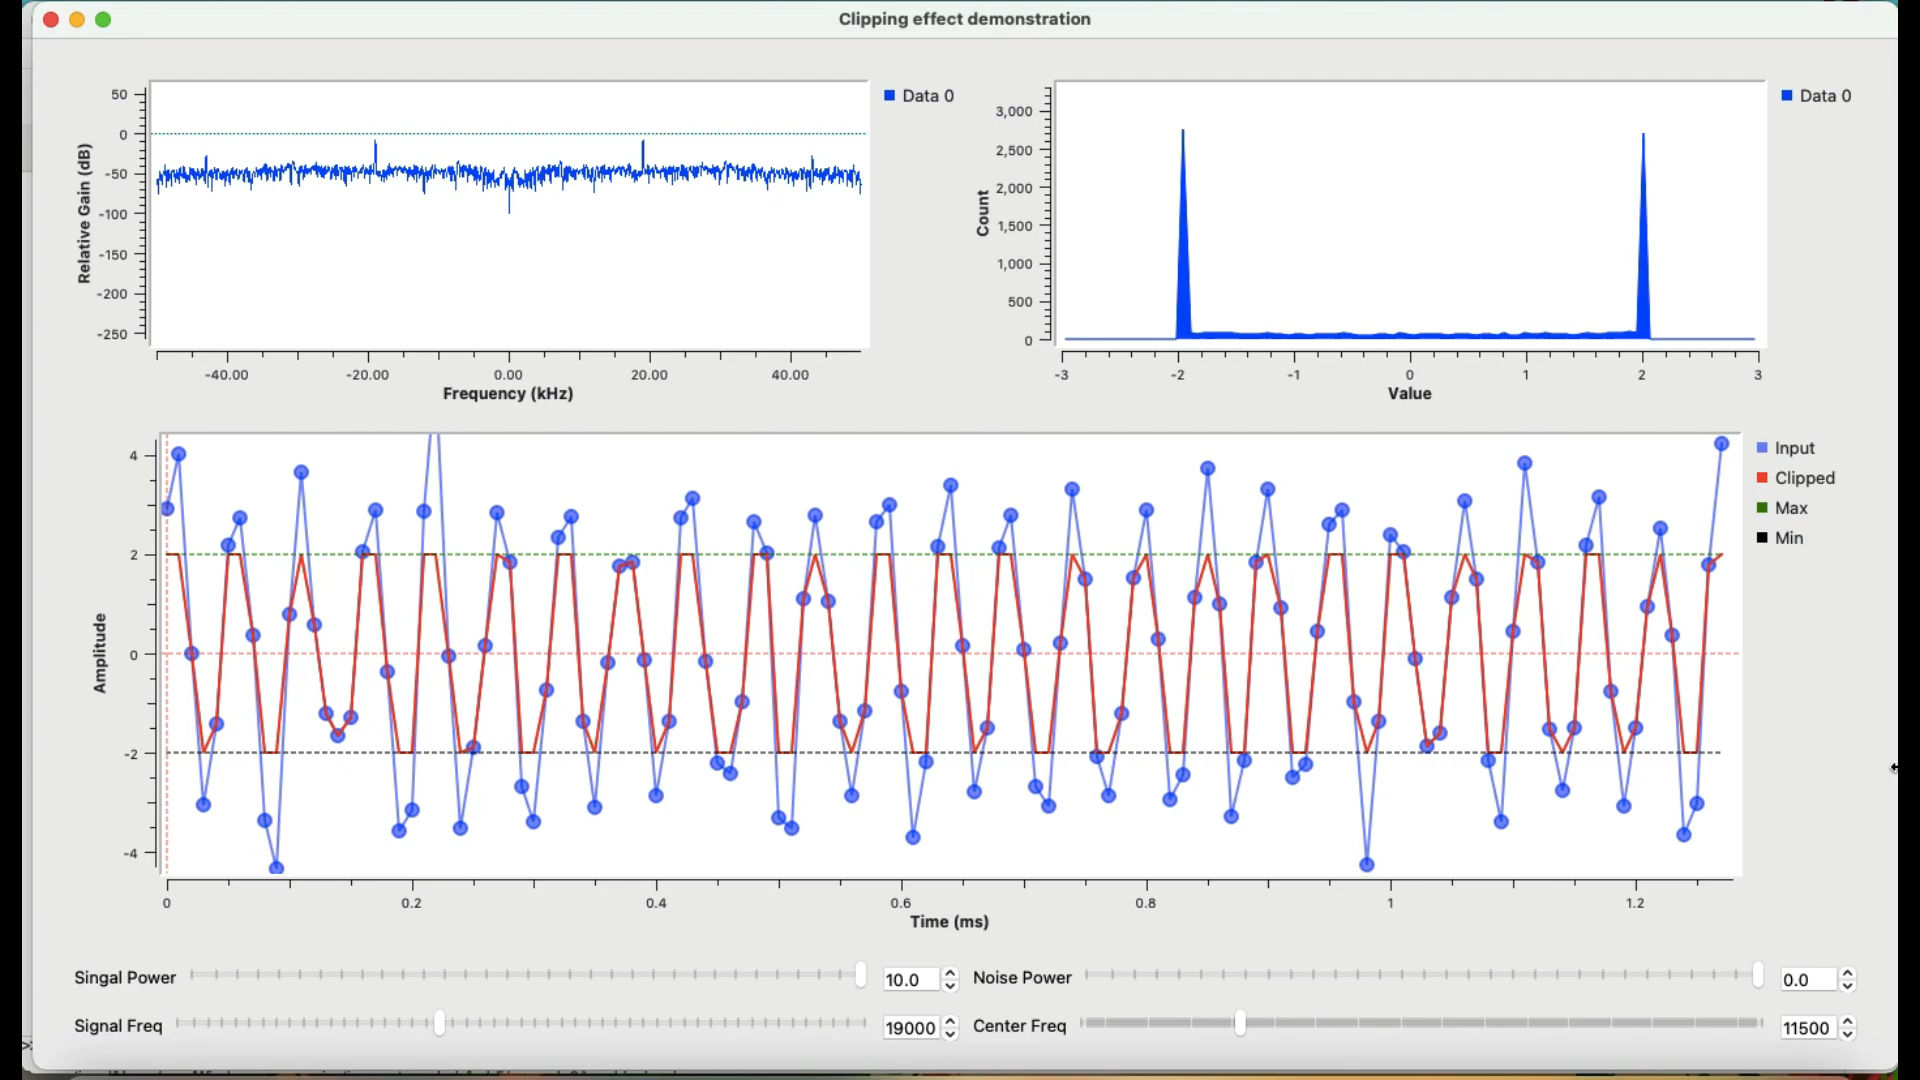 Clipping effect demonstration
50
0
-50
-100
-150
-200
-250
Relative Gain (dB)
-40.00 -20.00 0.00 20.00 40.00
Frequency (kHz)
Data 0
3,000
2,500
2,000
1,500
1,000
500
0
Count
-3 -2 -1 0 1 2 3
Value
Data 0
4
2
0
-2
-4
Amplitude
0 0.2 0.4 0.6 0.8 1 1.2
Time (ms)
Input
Clipped
Max
Min
Singal Power 10.0 Noise Power 0.0
Signal Freq 19000 Center Freq 11500